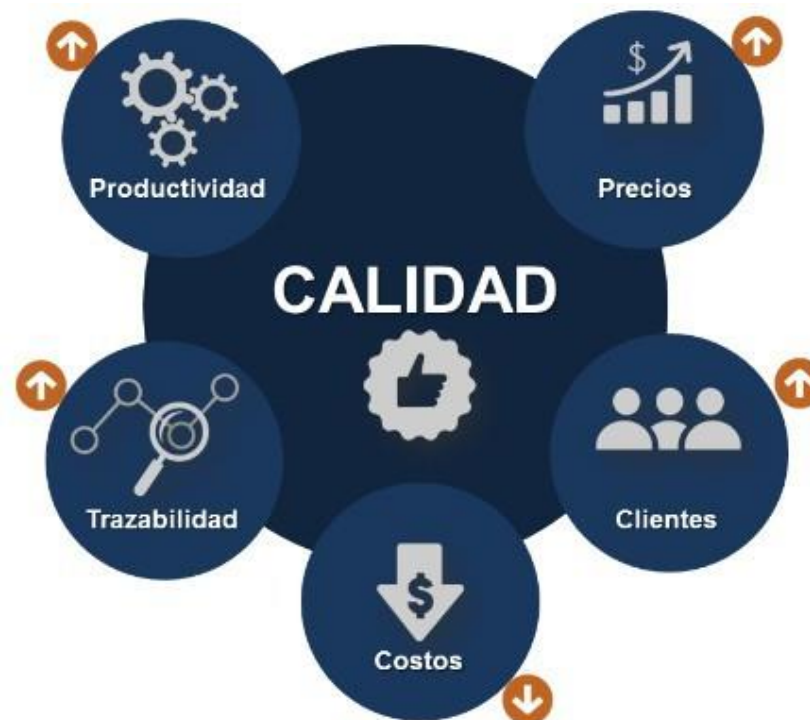 Productividad
Precios
CALIDAD
Trazabilidad
Clientes
$
$
Costos